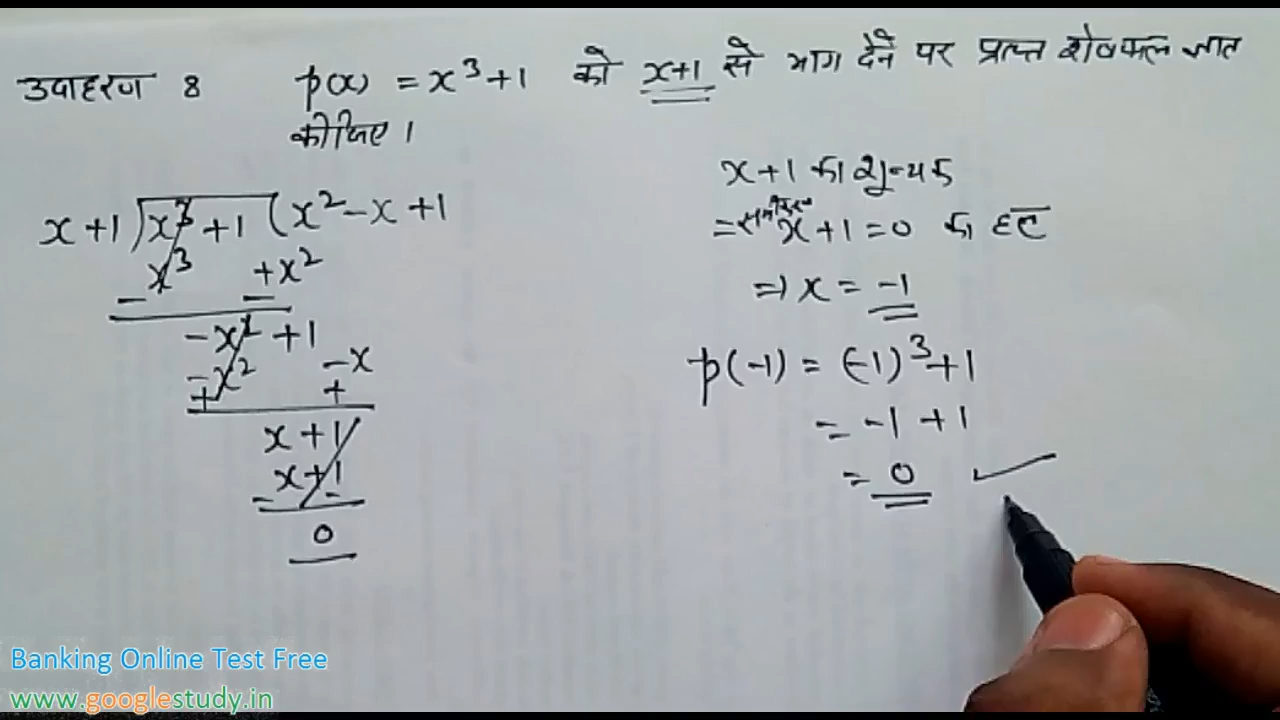 उदाहरण 8 p(x) = x³+1 को x+1 से भाग देने पर प्राप्त शेषफल ज्ञात
कीजिए।
x+1)x³+1(x²-x+1
x³ +x²
- -
-x²+1
-x² -x
+ +
x+1
x+1
- -
0
x+1 का शून्यक
=समीकरण x+1=0 का हल
⇒ x = -1
p(-1) = (-1)³+1
= -1+1
= 0 ✓
Banking Online Test Free
www.googlestudy.in